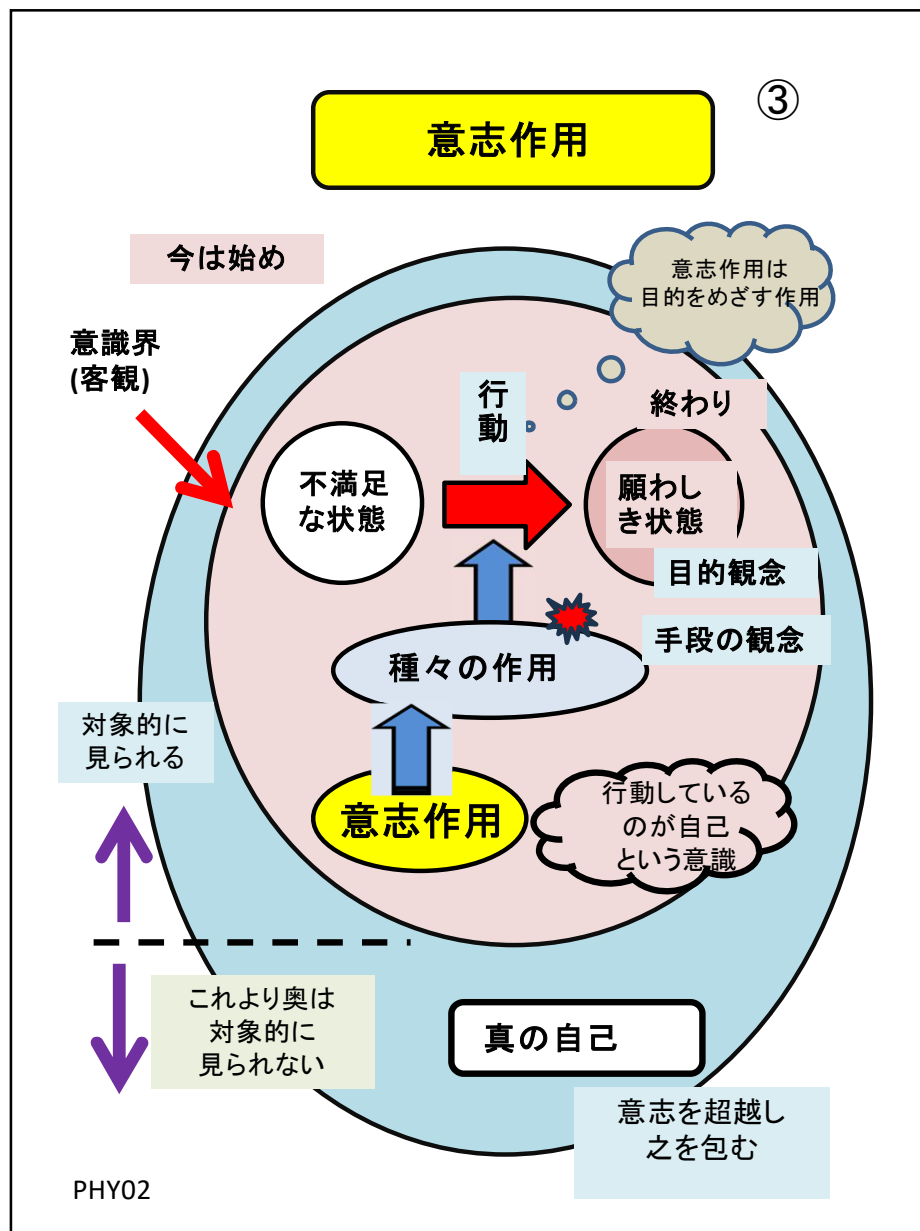 ③
意志作用
今は始め
意志作用は
目的をめざす作用
意識界
(客観)
行
動
終わり
不満足
な状態
願わし
き状態
目的観念
手段の観念
種々の作用
対象的に
見られる
意志作用
行動している
のが自己
という意識
これより奥は
対象的に
見られない
真の自己
意志を超越し
之を包む
PHY02